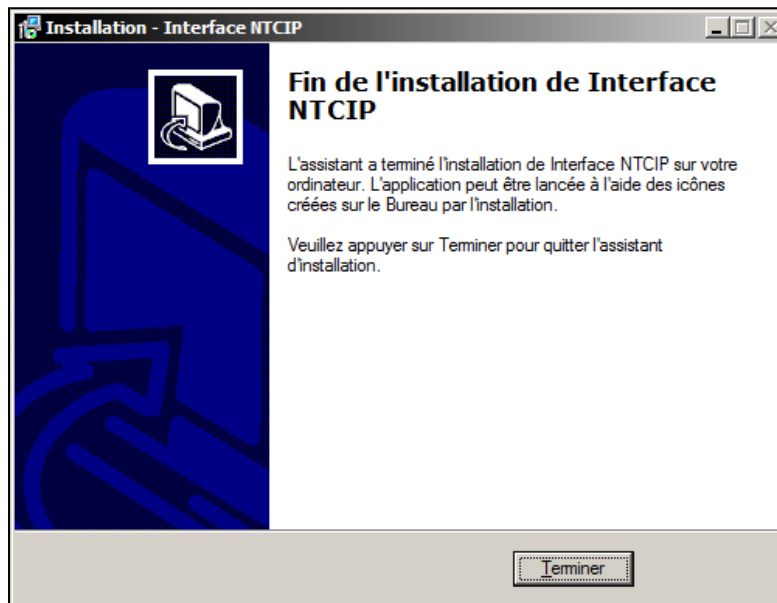 Installation - Interface NTCIP
Fin de l'installation de Interface
NTCIP
L'assistant a terminé l'installation de Interface NTCIP sur votre
ordinateur. L'application peut être lancée à l'aide des icônes
créées sur le Bureau par l'installation.
Veuillez appuyer sur Terminer pour quitter l'assistant
d'installation.
Terminer